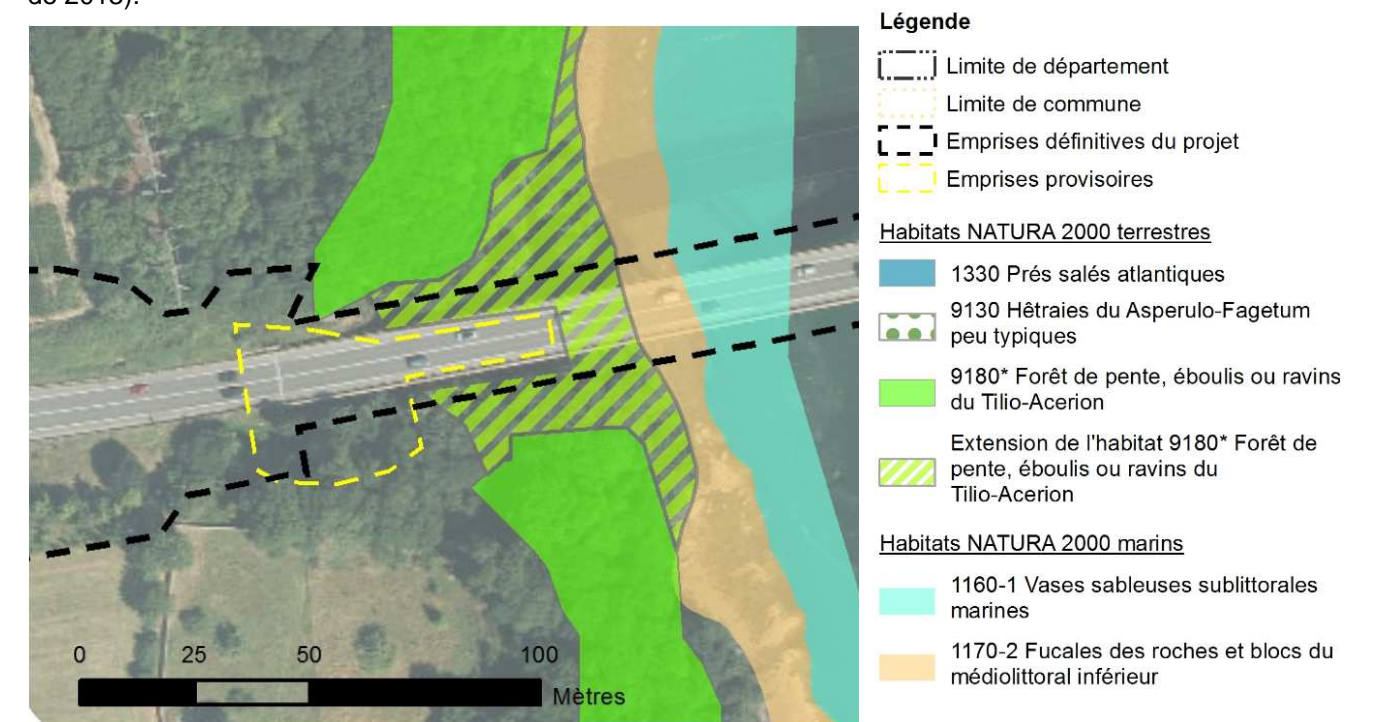 de 2018).
Légende
Limite de département
Limite de commune
Emprises définitives du projet
Emprises provisoires
Habitats NATURA 2000 terrestres
1330 Prés salés atlantiques
9130 Hêtraies du Asperulo-Fagetum
peu typiques
9180* Forêt de pente, éboulis ou ravins
du Tilio-Acerion
Extension de l'habitat 9180* Forêt de
pente, éboulis ou ravins du
Tilio-Acerion
Habitats NATURA 2000 marins
1160-1 Vases sableuses sublittorales
marines
1170-2 Fucales des roches et blocs du
médiolittoral inférieur
0 25 50 100
Mètres